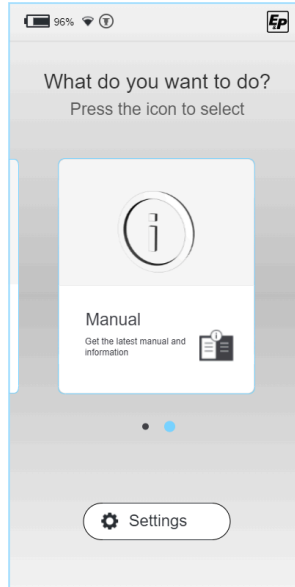 96%
EP
What do you want to do?
Press the icon to select
i
Manual
Get the latest manual and
information
i
Settings